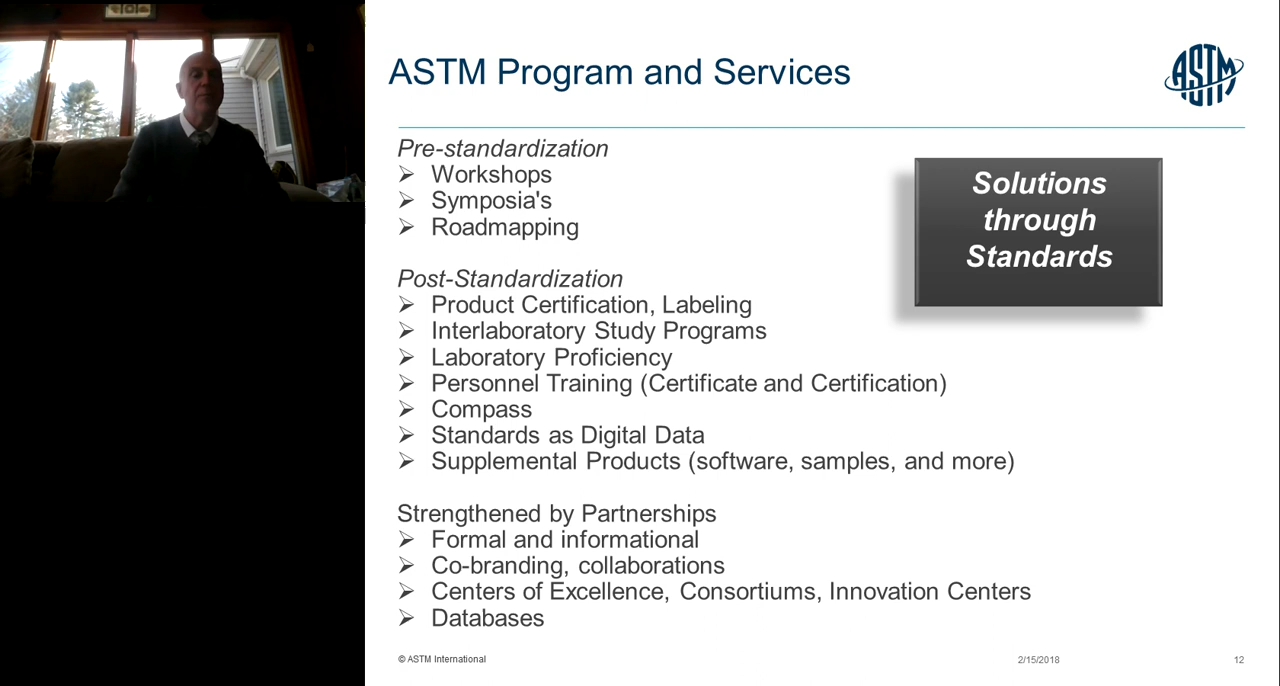 ASTM Program and Services
ASTM
Pre-standardization
Workshops
Symposia's
Roadmapping
Solutions
through
Standards
Post-Standardization
Product Certification, Labeling
Interlaboratory Study Programs
Laboratory Proficiency
Personnel Training (Certificate and Certification)
Compass
Standards as Digital Data
Supplemental Products (software, samples, and more)
Strengthened by Partnerships
Formal and informational
Co-branding, collaborations
Centers of Excellence, Consortiums, Innovation Centers
Databases
© ASTM International
2/15/2018
12